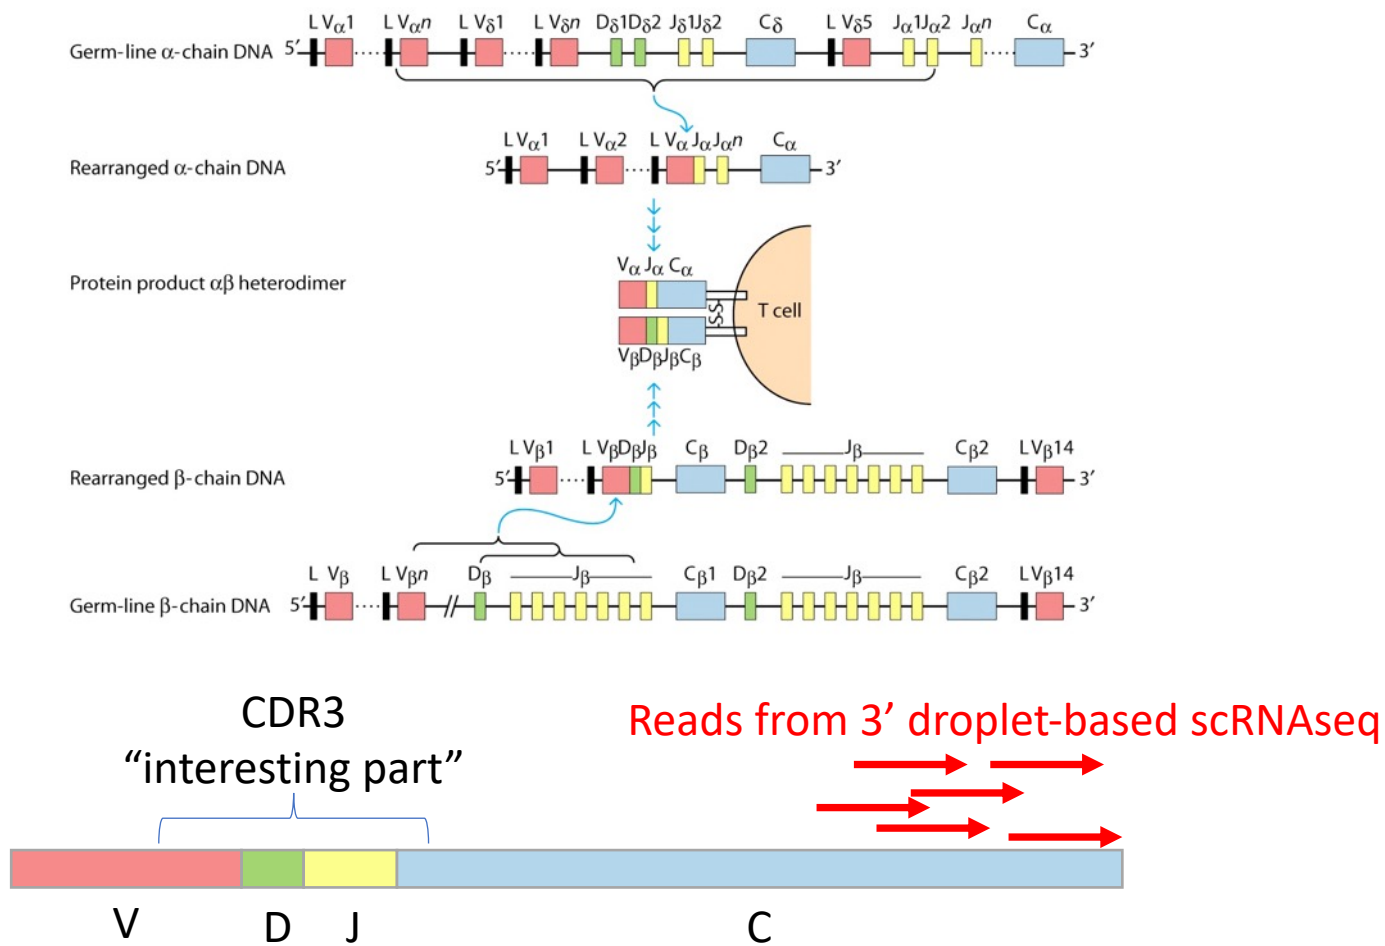 L Vα1 L Vαn L Vδ1 L Vδn Dδ1Dδ2 Jδ1Jδ2 Cδ L Vδ5 Jα1Jα2 Jαn Cα
Germ-line α-chain DNA 5′ 3′
L Vα1 L Vα2 L Vα Jα Jαn Cα
Rearranged α-chain DNA 5′ 3′
Vα Jα Cα
Protein product αβ heterodimer
S
S
T cell
VβDβJβCβ
L Vβ1 L VβDβJβ Cβ Dβ2 Jβ Cβ2 L Vβ14
Rearranged β-chain DNA 5′ 3′
L Vβ L Vβn Dβ Jβ Cβ1 Dβ2 Jβ Cβ2 L Vβ14
Germ-line β-chain DNA 5′ 3′
CDR3
“interesting part”
Reads from 3’ droplet-based scRNAseq
V D J C